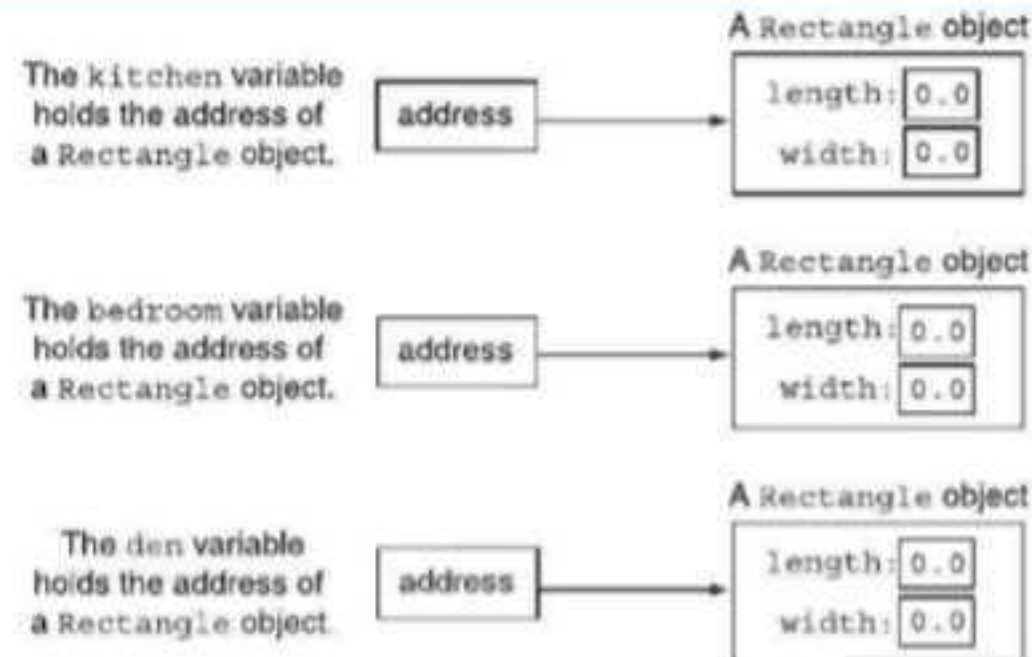 A Rectangle object
The kitchen variable
holds the address of
a Rectangle object.
address
length: 0.0
width: 0.0
A Rectangle object
The bedroom variable
holds the address of
a Rectangle object.
address
length: 0.0
width: 0.0
A Rectangle object
The den variable
holds the address of
a Rectangle object.
address
length: 0.0
width: 0.0